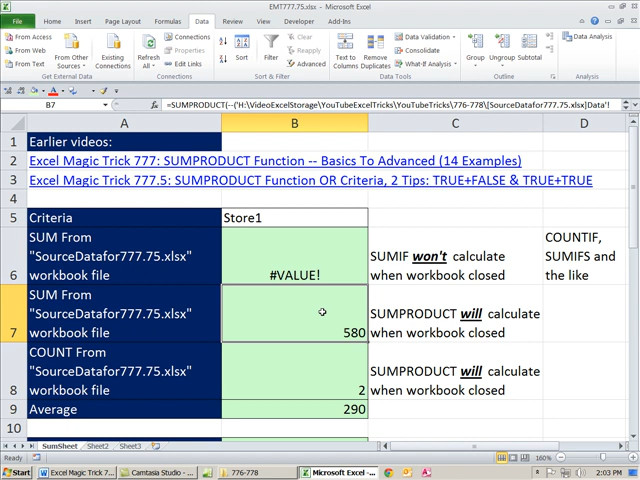 EMT777.75.xlsx - Microsoft Excel
File Home Insert Page Layout Formulas Data Review View Developer Add-Ins
From Access
From Web
From Text
From Other Sources
Existing Connections
Get External Data
Refresh All
Connections
Properties
Edit Links
Connections
Sort
Filter
Clear
Reapply
Advanced
Sort & Filter
Text to Columns
Remove Duplicates
Data Validation
Consolidate
What-If Analysis
Data Tools
Group Ungroup Subtotal
Outline
Data Analysis
Analysis
B7 fx =SUMPRODUCT(--('H:\VideoExcelStorage\YouTubeExcelTricks\YouTubeTricks\776-778\[SourceDatafor777.75.xlsx]Data'!
A B C D
1 Earlier videos:
2 Excel Magic Trick 777: SUMPRODUCT Function -- Basics To Advanced (14 Examples)
3 Excel Magic Trick 777.5: SUMPRODUCT Function OR Criteria, 2 Tips: TRUE+FALSE & TRUE+TRUE
5 Criteria Store1
SUM From
"SourceDatafor777.75.xlsx"
6 workbook file
#VALUE!
SUMIF won't calculate
when workbook closed
COUNTIF,
SUMIFS and
the like
SUM From
"SourceDatafor777.75.xlsx"
7 workbook file
580
SUMPRODUCT will calculate
when workbook closed
COUNT From
"SourceDatafor777.75.xlsx"
8 workbook file
2
SUMPRODUCT will calculate
when workbook closed
9 Average 290
10
SumSheet Sheet2 Sheet3
Ready 160%
Start Excel Magic Trick 7... Camtasia Studio - ... 776-778 Microsoft Excel -... 2:03 PM